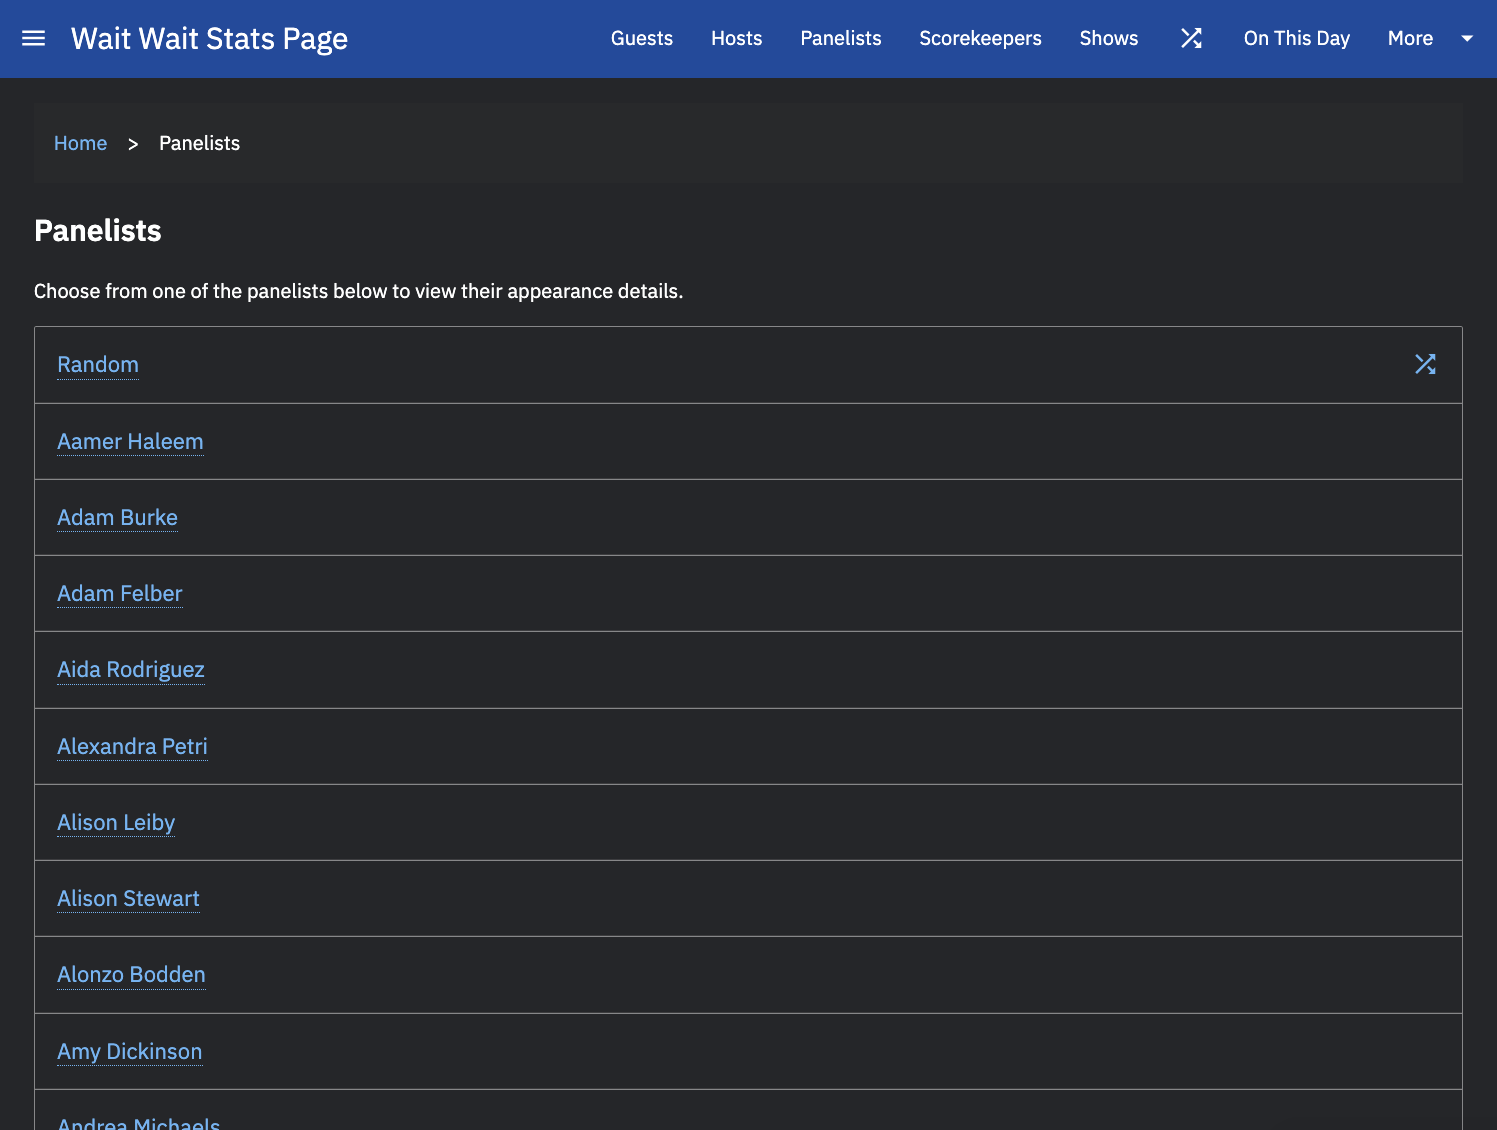 Wait Wait Stats Page Guests Hosts Panelists Scorekeepers Shows On This Day More
Home > Panelists
Panelists
Choose from one of the panelists below to view their appearance details.
Random
Aamer Haleem
Adam Burke
Adam Felber
Aida Rodriguez
Alexandra Petri
Alison Leiby
Alison Stewart
Alonzo Bodden
Amy Dickinson
Andrea Michaels